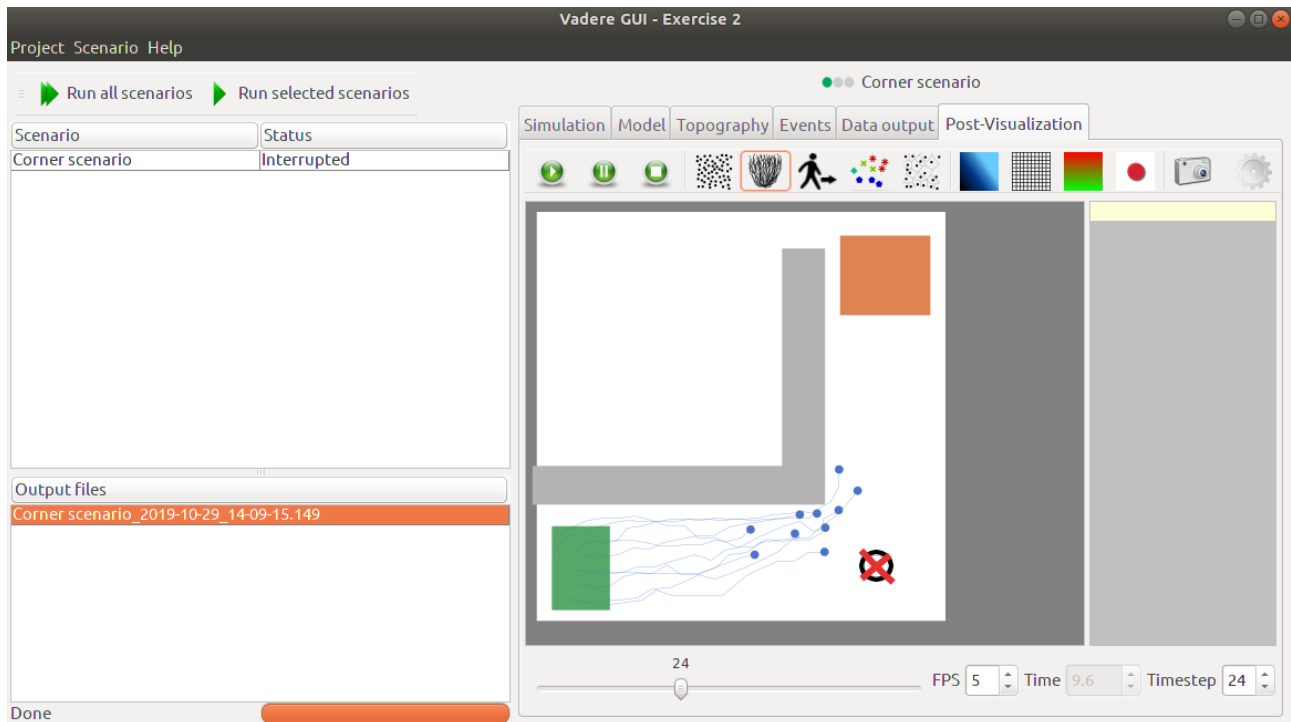 Vadere GUI - Exercise 2
Project Scenario Help
Run all scenarios Run selected scenarios
Scenario Status
Corner scenario Interrupted
Output files
Corner scenario_2019-10-29_14-09-15.149
Done
Corner scenario
Simulation Model Topography Events Data output Post-Visualization
24
FPS 5 Time 9.6 Timestep 24